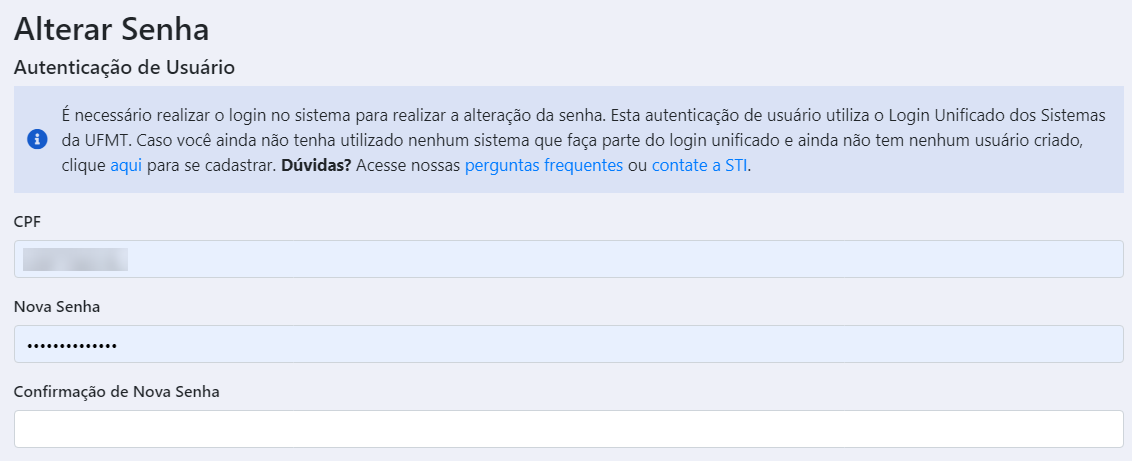 Alterar Senha
Autenticação de Usuário
É necessário realizar o login no sistema para realizar a alteração da senha. Esta autenticação de usuário utiliza o Login Unificado dos Sistemas
da UFMT. Caso você ainda não tenha utilizado nenhum sistema que faça parte do login unificado e ainda não tem nenhum usuário criado,
clique aqui para se cadastrar. Dúvidas? Acesse nossas perguntas frequentes ou contate a STI.
CPF
Nova Senha
••••••••••••••
Confirmação de Nova Senha